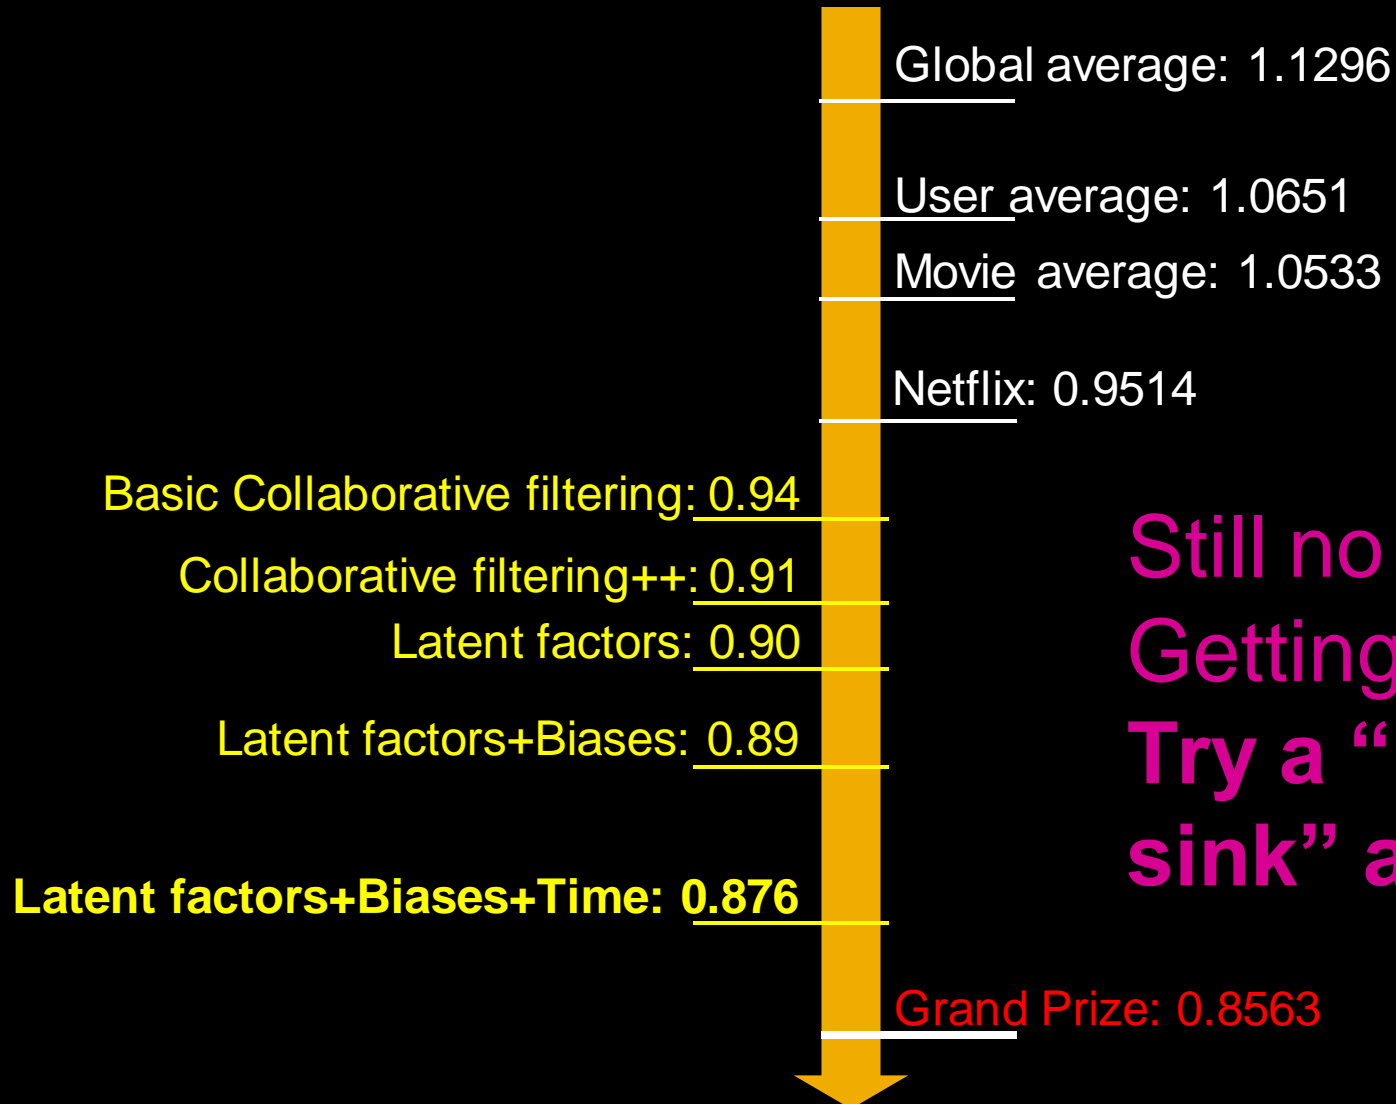 Global average: 1.1296
User average: 1.0651
Movie average: 1.0533
Netflix: 0.9514
Basic Collaborative filtering: 0.94
Collaborative filtering++: 0.91
Latent factors: 0.90
Latent factors+Biases: 0.89
Latent factors+Biases+Time: 0.876
Grand Prize: 0.8563
Still no
Getting
Try a “
sink”